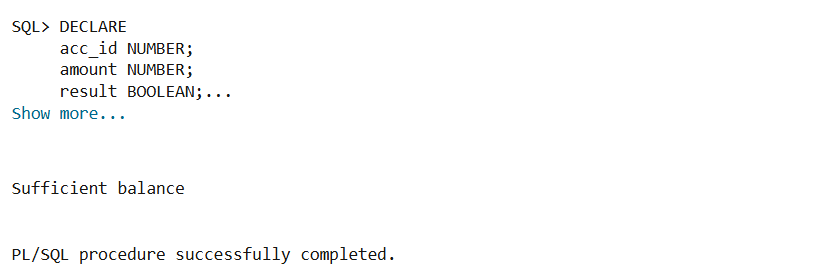 SQL> DECLARE
acc_id NUMBER;
amount NUMBER;
result BOOLEAN;...
Show more...
Sufficient balance
PL/SQL procedure successfully completed.